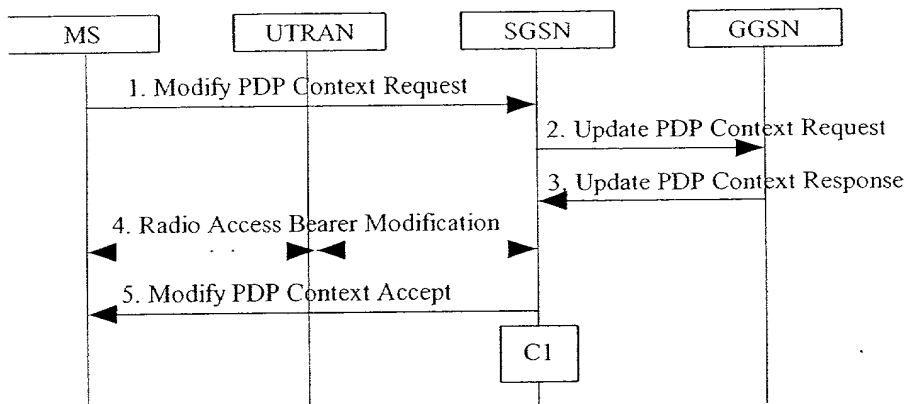 MS UTRAN SGSN GGSN
1. Modify PDP Context Request
2. Update PDP Context Request
3. Update PDP Context Response
4. Radio Access Bearer Modification
5. Modify PDP Context Accept
C1